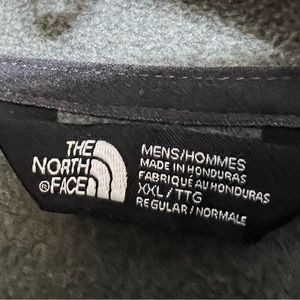 THE
NORTH
®FACE
MENS/HOMMES
MADE IN HONDURAS
FABRIQUÉ AU HONDURAS
XXL/TTG
REGULAR/NORMALE